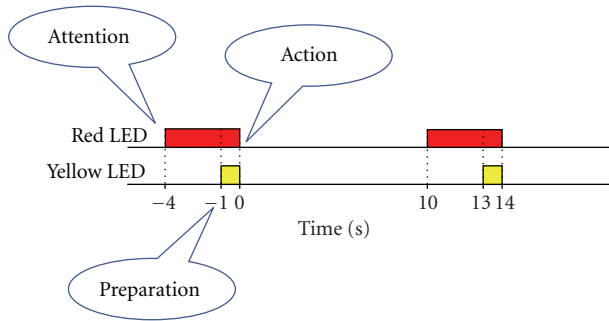 Attention
Action
Red LED
Yellow LED
−4 −1 0 10 13 14
Time (s)
Preparation